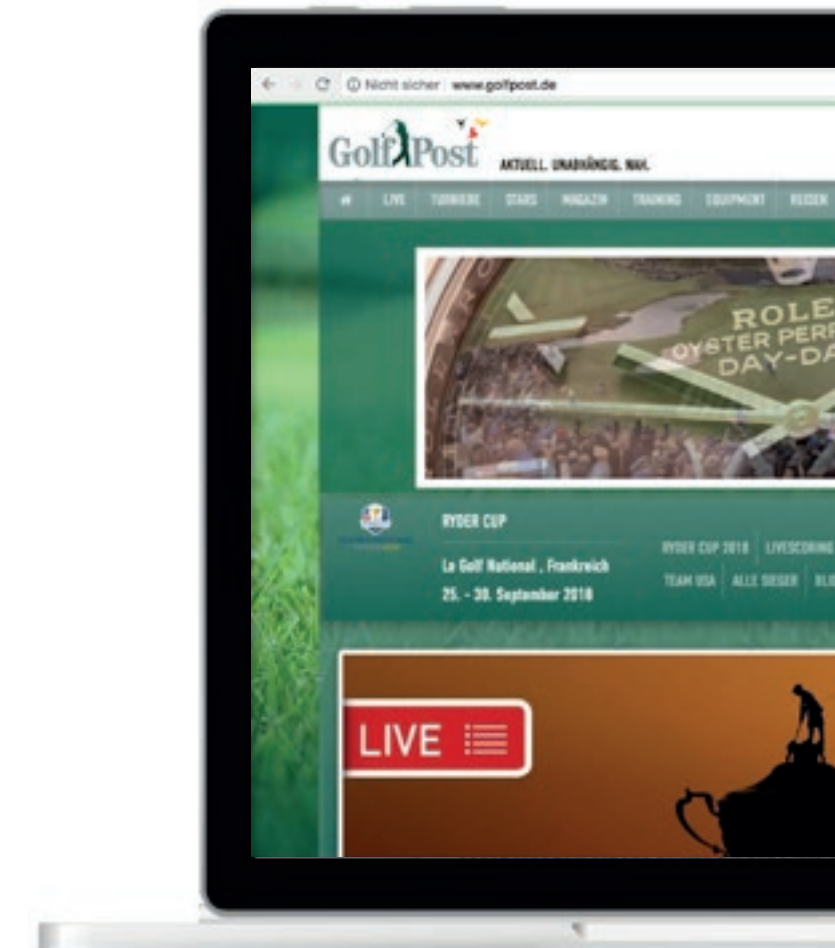 Nicht sicher www.golfpost.de
Golf Post
AKTUELL. UNABHÄNGIG. NAH.
LIVE TURNIERE STARS MAGAZIN TRAINING EQUIPMENT REISEN
ROLE
OYSTER PERP
DAY-DA
RYDER CUP
Le Golf National , Frankreich
25. - 30. September 2018
RYDER CUP 2018 LIVESCORING
TEAM USA ALLE SIEGER
LIVE